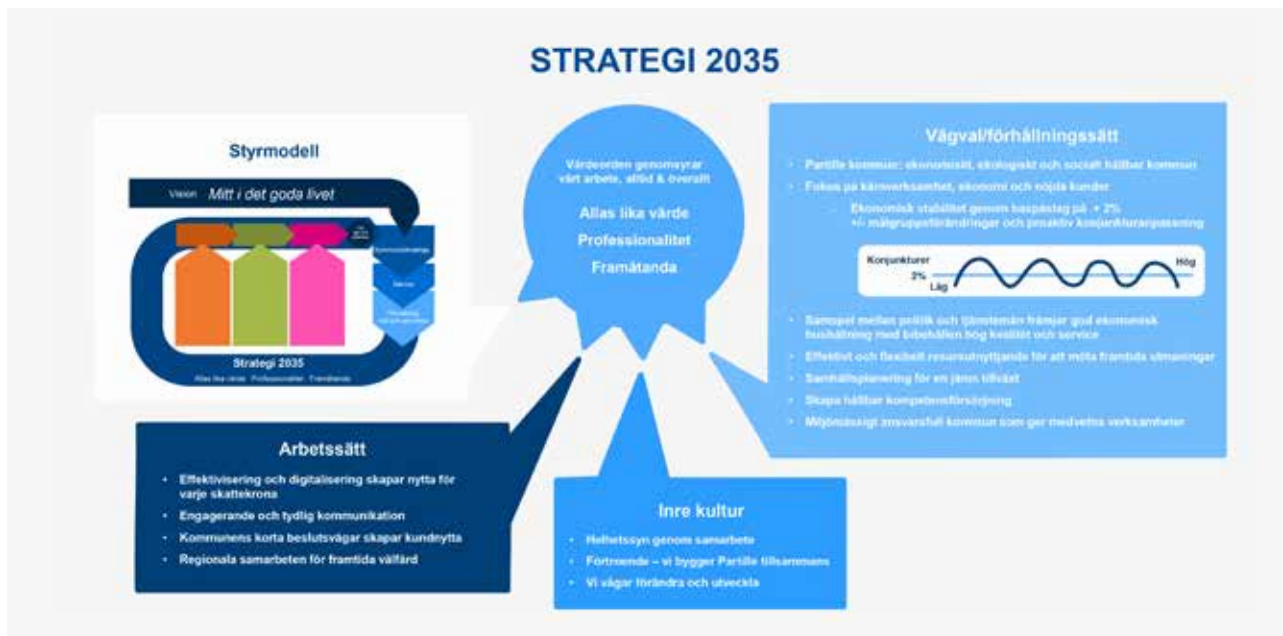 STRATEGI 2035
Styrmodell
Vision Mitt i det goda livet
Strategi 2035
Allas lika värde Professionalitet Framåtanda
Värdeorden genomsyrar
vårt arbete, alltid & överallt
Allas lika värde
Professionalitet
Framåtanda
Vägval/förhållningssätt
• Partille kommun: ekonomiskt, ekologiskt och socialt hållbar kommun
• Fokus på kärnverksamhet, ekonomi och nöjda kunder
Ekonomisk stabilitet genom baspåslag på + 2%
+/- målgruppsförändringar och proaktiv konjunkturanpassning
Konjunkturer
Hög
2%
Låg
• Samspel mellan politik och tjänstemän främjar god ekonomisk
hushållning med bibehållen hög kvalitet och service
• Effektivt och flexibelt resursutnyttjande för att möta framtida utmaningar
• Samhällsplanering för en jämn tillväxt
• Skapa hållbar kompetensförsörjning
• Miljömässigt ansvarsfull kommun som ger medvetna verksamheter
Arbetssätt
• Effektivisering och digitalisering skapar nytta för
varje skattekrona
• Engagerande och tydlig kommunikation
• Kommunens korta beslutsvägar skapar kundnytta
• Regionala samarbeten för framtida välfärd
Inre kultur
• Helhetssyn genom samarbete
• Förtroende – vi bygger Partille tillsammans
• Vi vågar förändra och utveckla